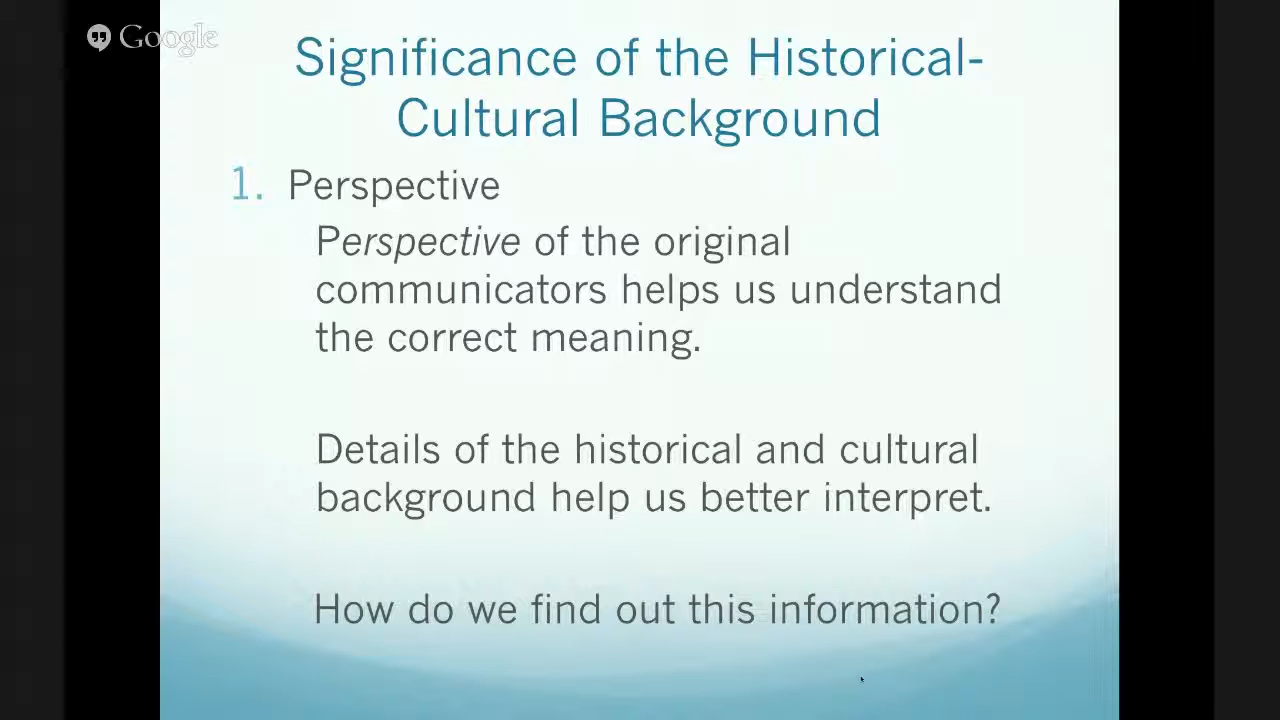 Google
Significance of the Historical-
Cultural Background
1. Perspective
Perspective of the original
communicators helps us understand
the correct meaning.
Details of the historical and cultural
background help us better interpret.
How do we find out this information?